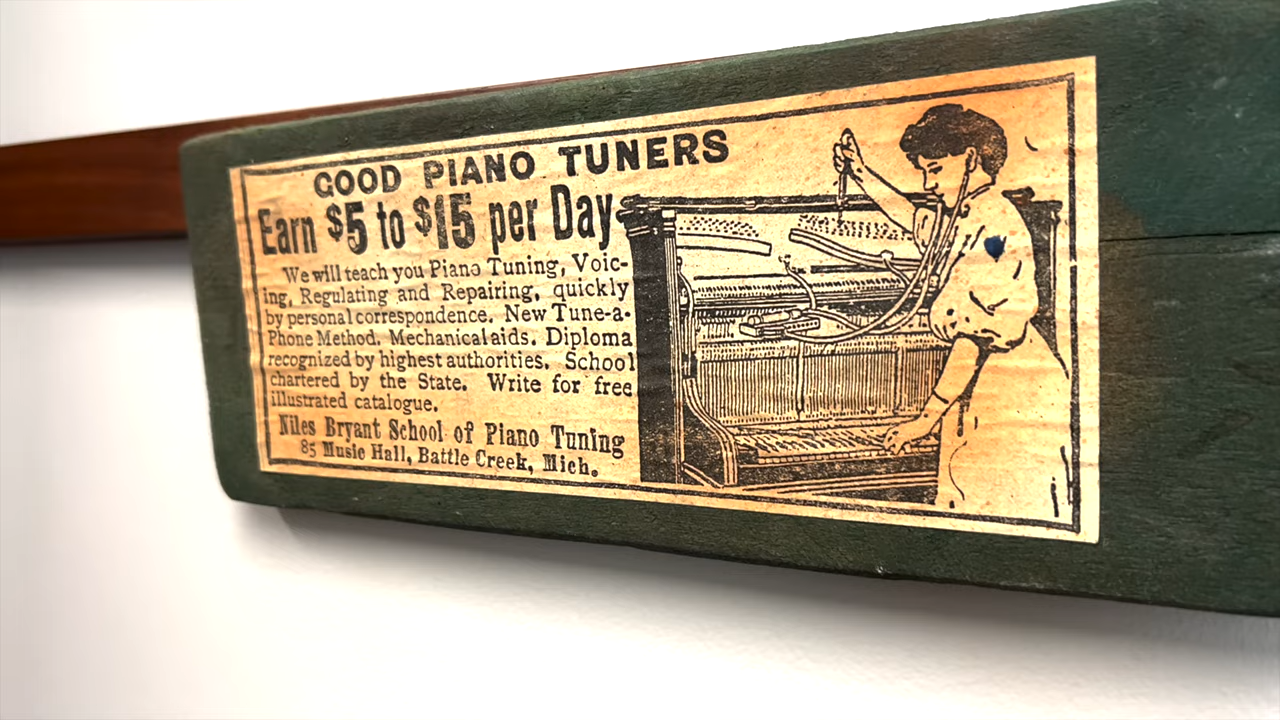 GOOD PIANO TUNERS
Earn $5 to $15 per Day
We will teach you Piano Tuning, Voic-
ing, Regulating and Repairing, quickly
by personal correspondence. New Tune-a-
Phone Method. Mechanical aids. Diploma
recognized by highest authorities. School
chartered by the State. Write for free
illustrated catalogue.
Niles Bryant School of Piano Tuning
85 Music Hall, Battle Creek, Mich.